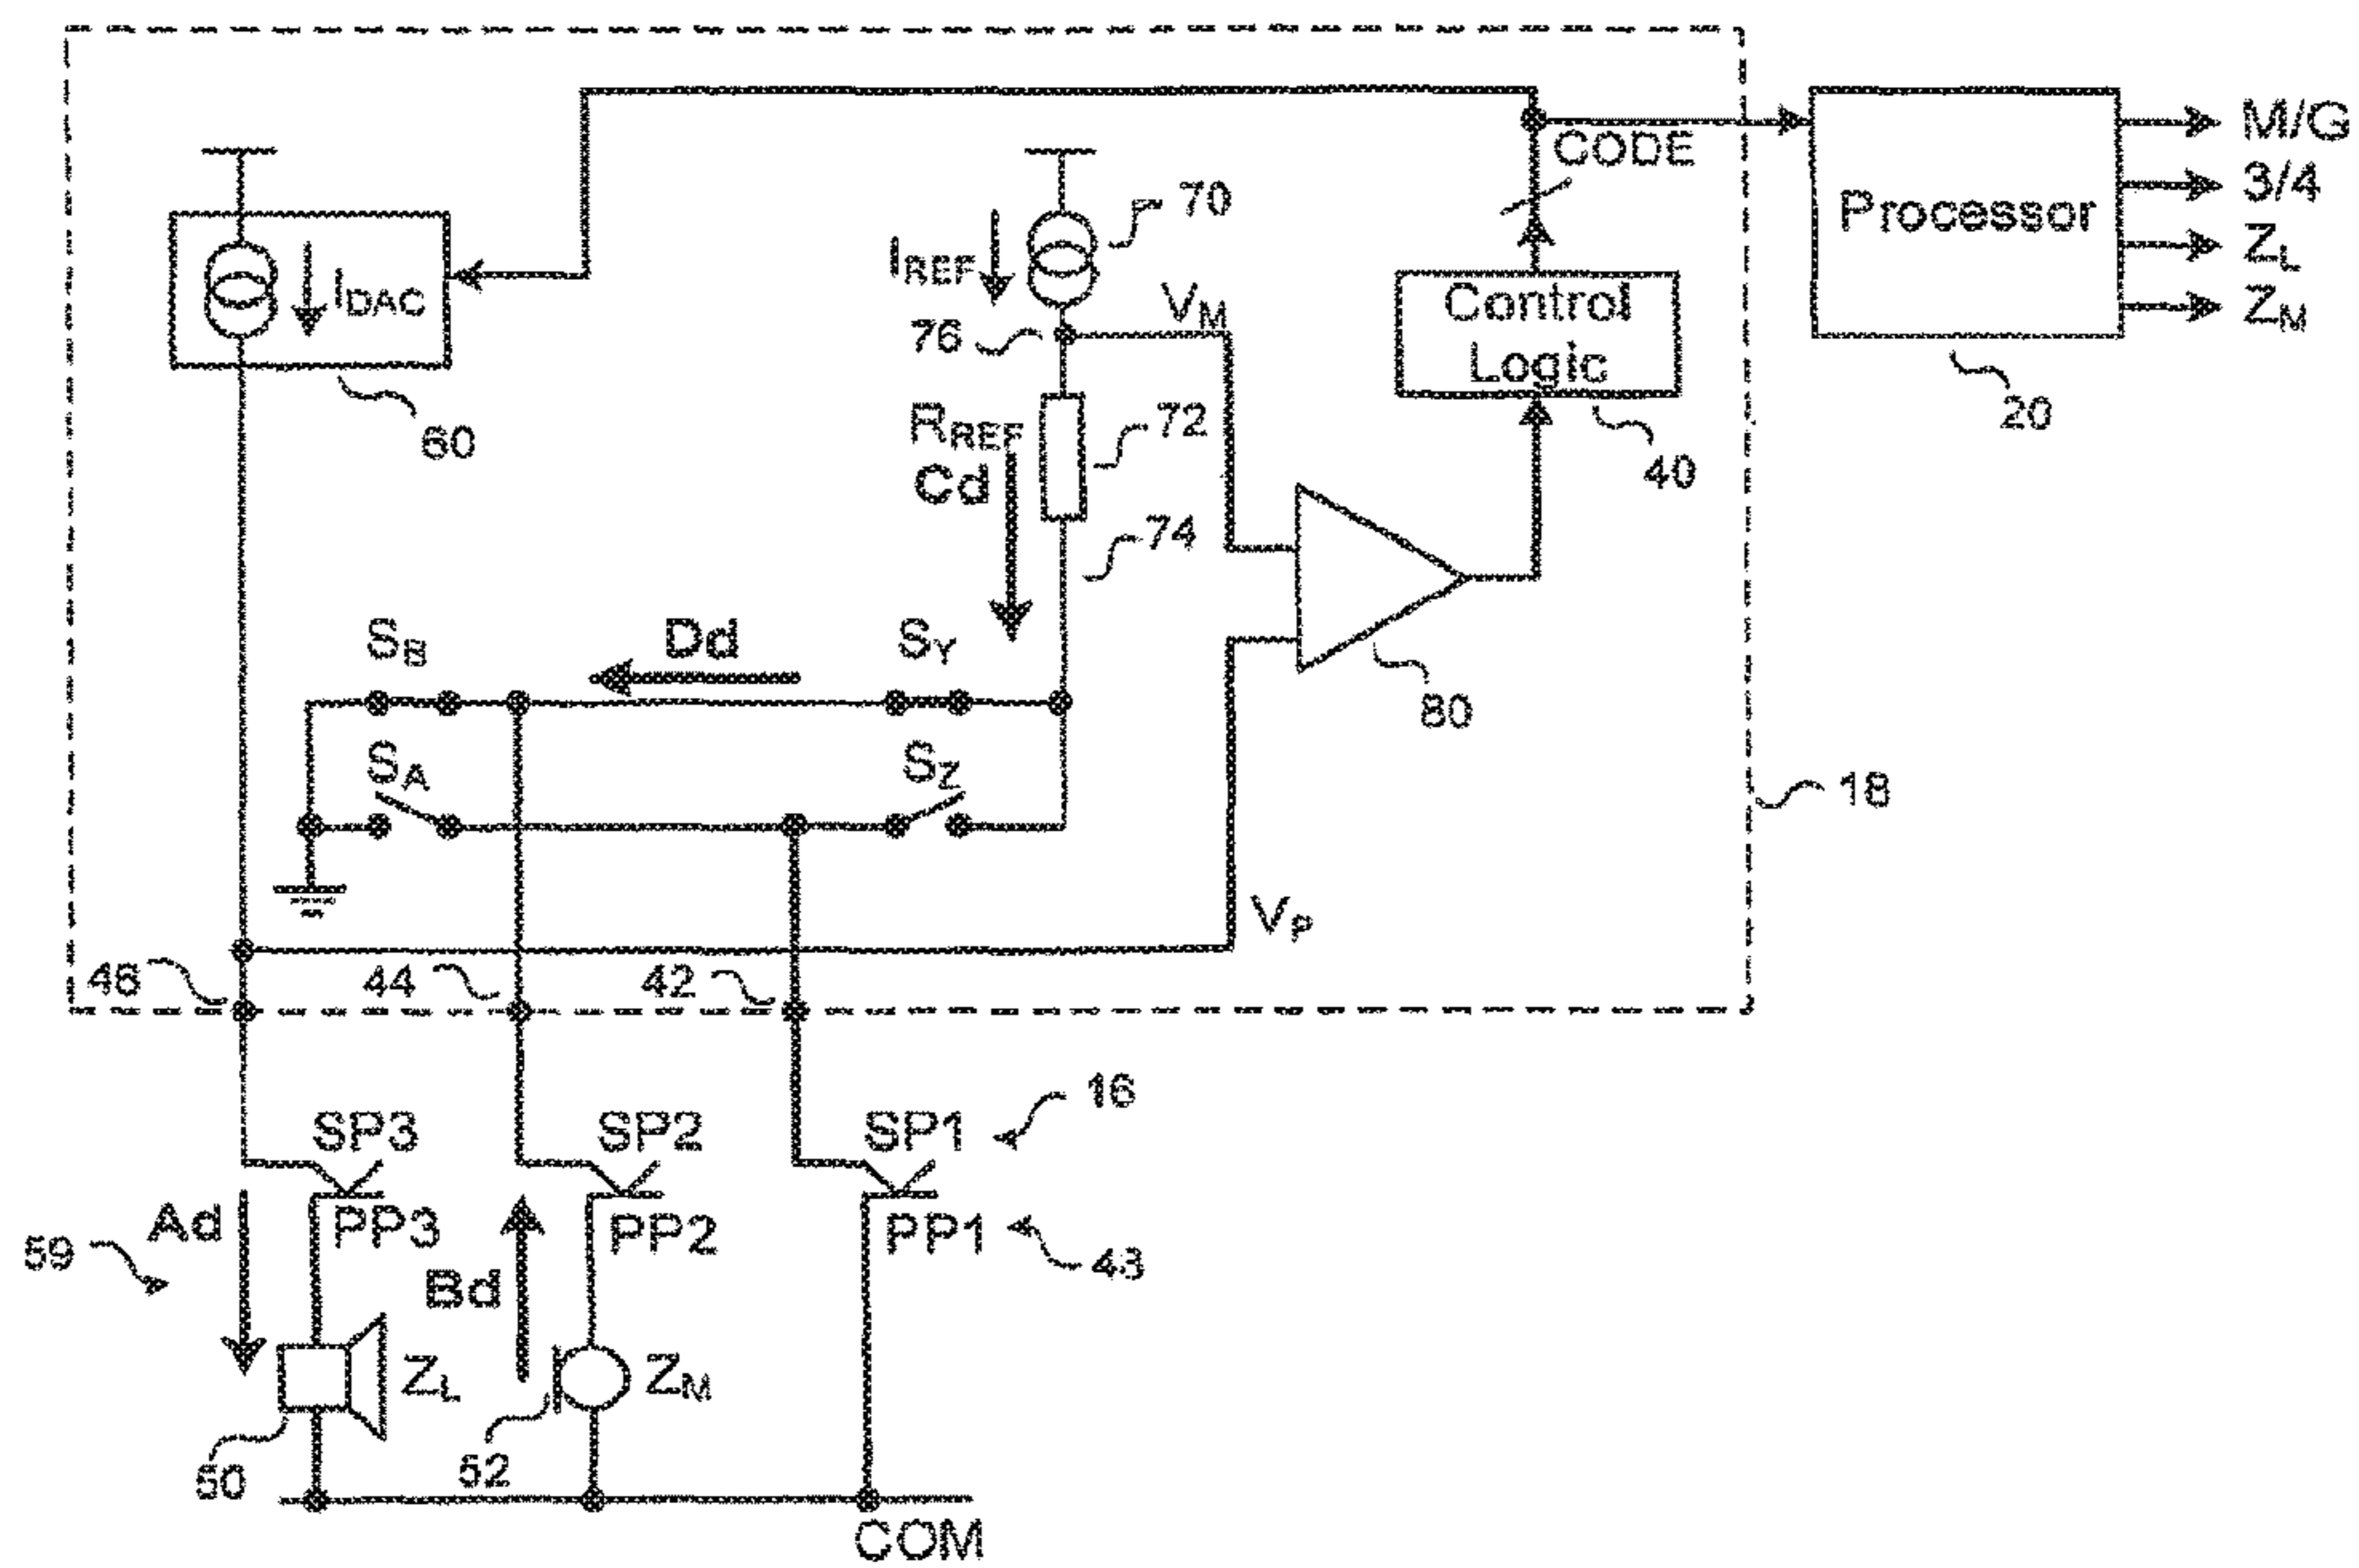 M/G
CODE
3/4
Processor
70
I_DAC
I_REF
Z_L
V_M
Control
Logic
Z_M
76
20
60
R_REF
72
Cd
40
74
S_B
Dd
S_Y
80
S_A
S_Z
18
V_P
46
44
42
16
SP3
SP2
SP1
Ad
PP3
PP2
PP1
48
59
Bd
Z_L
Z_M
50
52
COM